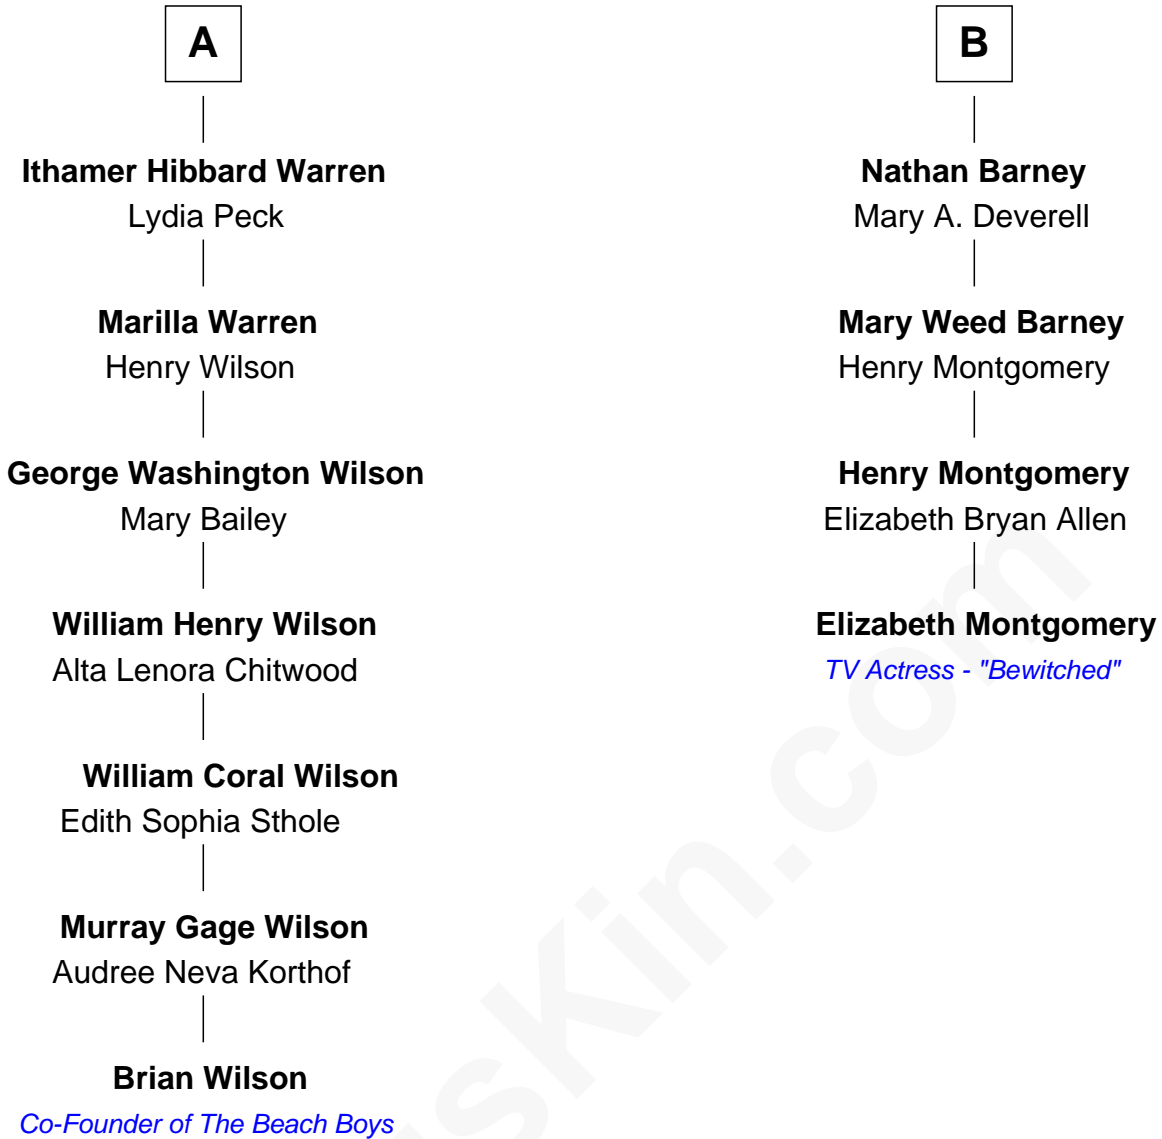 A
Ithamer Hibbard Warren
Lydia Peck
Marilla Warren
Henry Wilson
George Washington Wilson
Mary Bailey
William Henry Wilson
Alta Lenora Chitwood
William Coral Wilson
Edith Sophia Sthole
Murray Gage Wilson
Audree Neva Korthof
Brian Wilson
Co-Founder of The Beach Boys
B
Nathan Barney
Mary A. Deverell
Mary Weed Barney
Henry Montgomery
Henry Montgomery
Elizabeth Bryan Allen
Elizabeth Montgomery
TV Actress - "Bewitched"
sKin.com